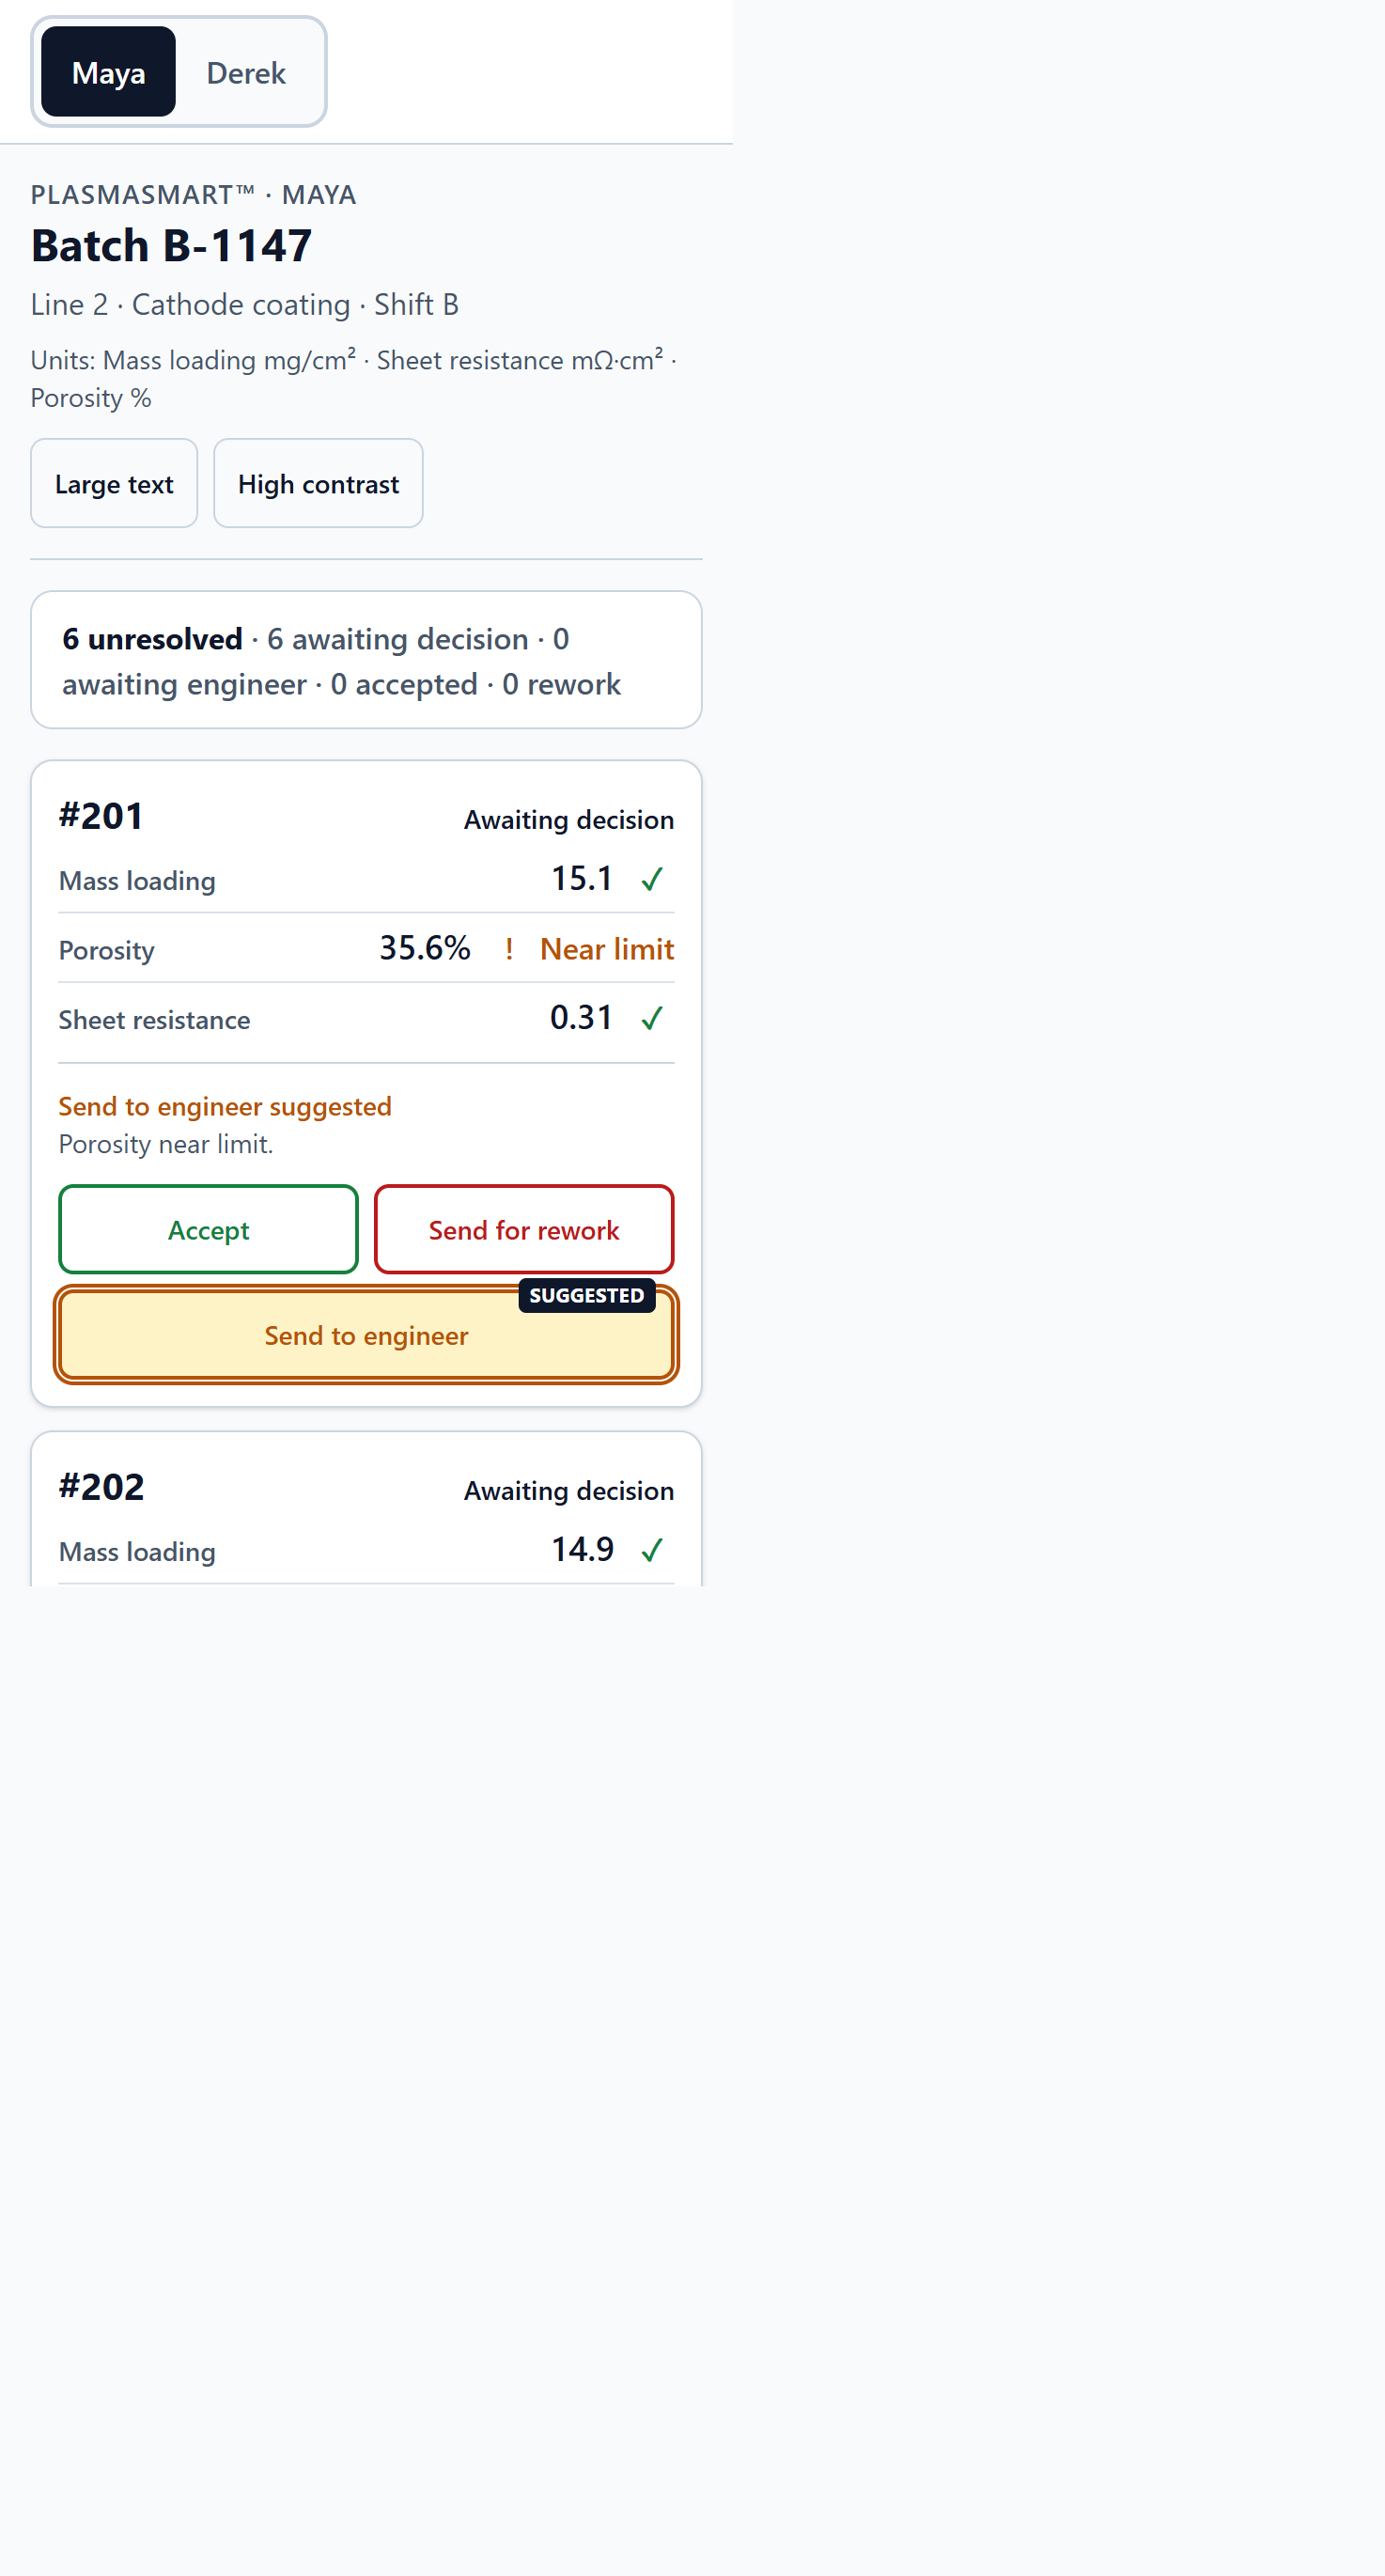 Maya Derek
PLASMASMART™ · MAYA
Batch B-1147
Line 2 · Cathode coating · Shift B
Units: Mass loading mg/cm² · Sheet resistance mΩ·cm² ·
Porosity %
Large text High contrast
6 unresolved · 6 awaiting decision · 0
awaiting engineer · 0 accepted · 0 rework
#201 Awaiting decision
Mass loading 15.1 ✓
Porosity 35.6% ! Near limit
Sheet resistance 0.31 ✓
Send to engineer suggested
Porosity near limit.
Accept Send for rework
SUGGESTED
Send to engineer
#202 Awaiting decision
Mass loading 14.9 ✓